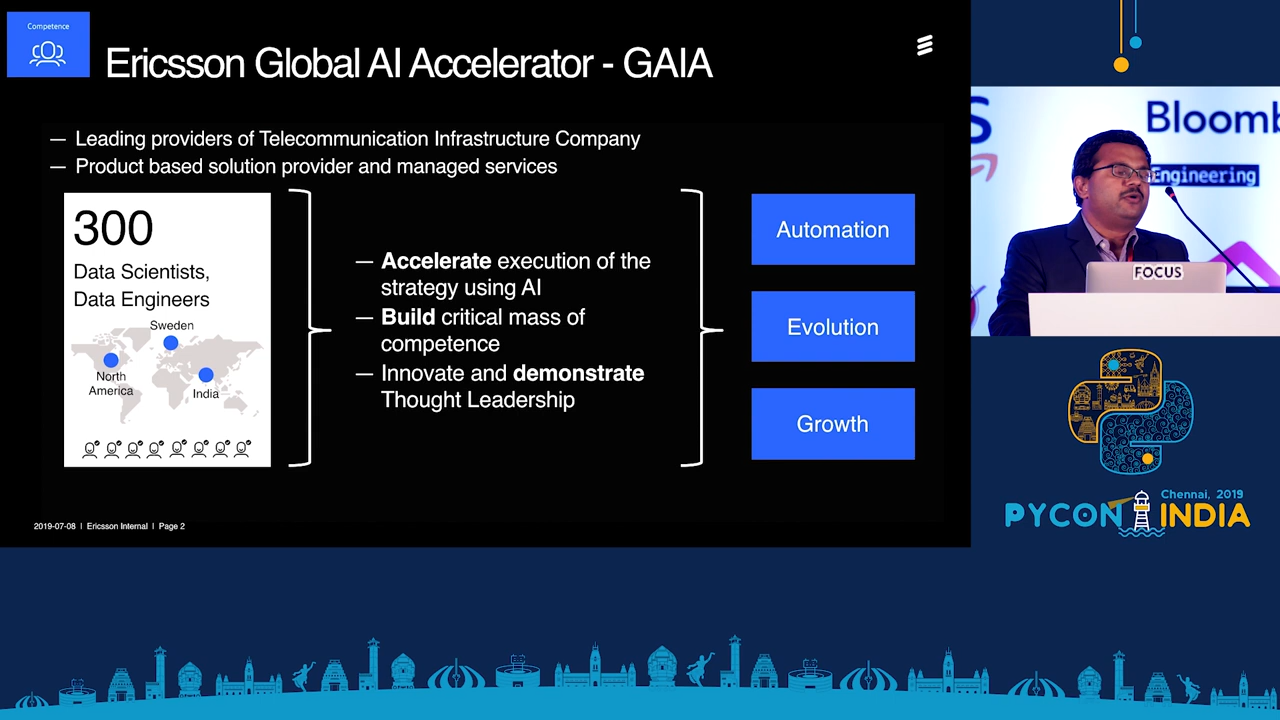 Competence
Ericsson Global AI Accelerator - GAIA
— Leading providers of Telecommunication Infrastructure Company
— Product based solution provider and managed services
300
Data Scientists,
Data Engineers
Sweden
North
America
India
— Accelerate execution of the
strategy using AI
— Build critical mass of
competence
— Innovate and demonstrate
Thought Leadership
Automation
Evolution
Growth
2019-07-08 | Ericsson Internal | Page 2
S
Bloomb
Engineering
FOCUS
Chennai, 2019
PYCON INDIA